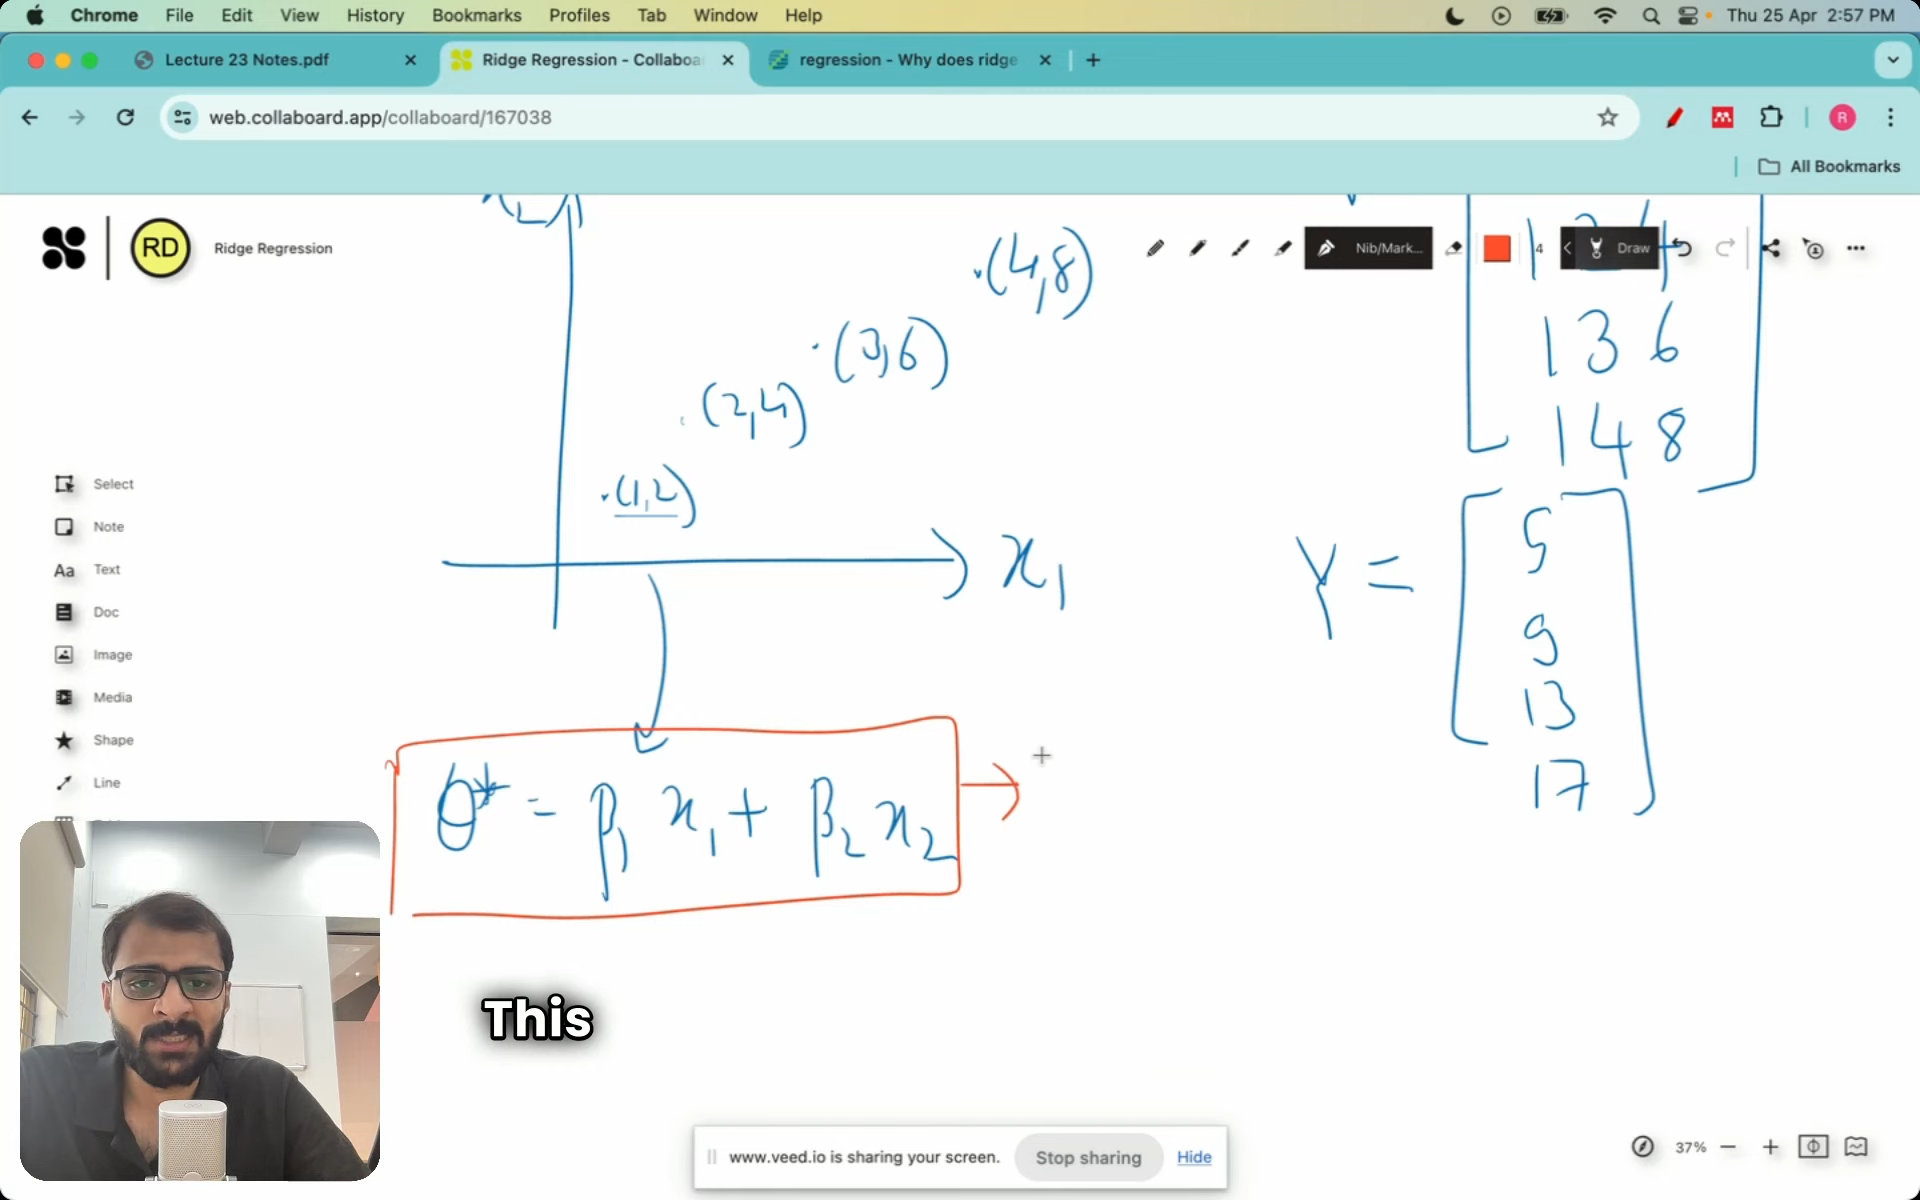 Chrome File Edit View History Bookmarks Profiles Tab Window Help Thu 25 Apr 2:57 PM
Lecture 23 Notes.pdf Ridge Regression - Collaboa regression - Why does ridge
web.collaboard.app/collaboard/167038 R
All Bookmarks
RD Ridge Regression Nib/Mark... 4 Draw
(4,8)
(3,6)
(2,4)
(1,2)
x₁
1 3 6
1 4 8
Y =
5
9
13
17
Select
Note
Aa Text
Doc
Image
Media
Shape
Line
θ* = β₁ x₁ + β₂ x₂
This
www.veed.io is sharing your screen. Stop sharing Hide
37%